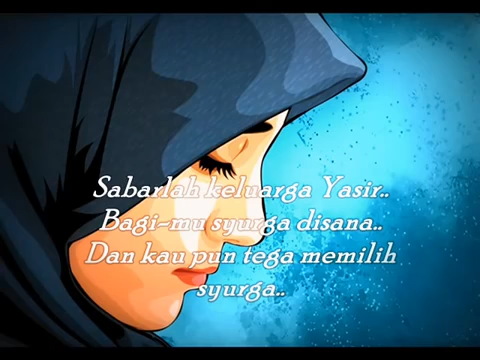 Sabarlah keluarga Yasir..
Bagi-mu syurga disana..
Dan kau pun tega memilih
syurga..